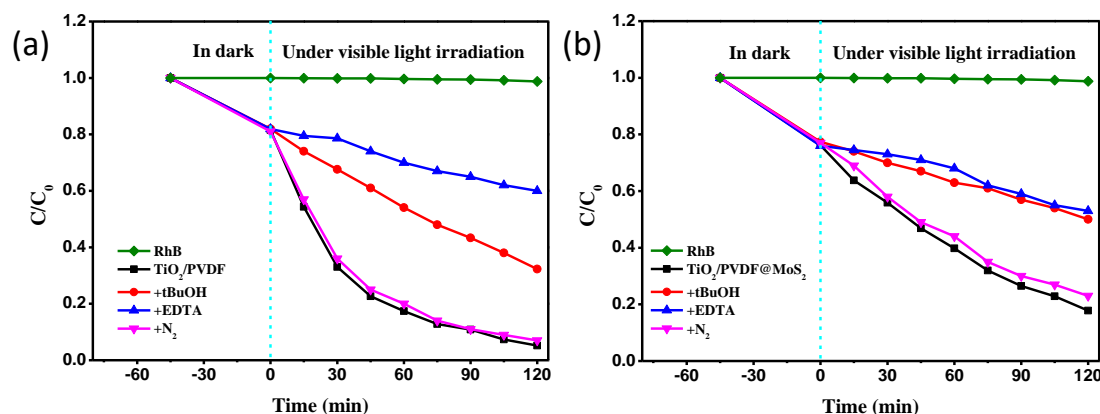 (a)
In dark
Under visible light irradiation
1.2
1.0
0.8
0.6
0.4
0.2
0.0
C/C₀
RhB
TiO₂/PVDF
+tBuOH
+EDTA
+N₂
-60 -30 0 30 60 90 120
Time (min)
(b)
In dark
Under visible light irradiation
1.2
1.0
0.8
0.6
0.4
0.2
0.0
C/C₀
RhB
TiO₂/PVDF@MoS₂
+tBuOH
+EDTA
+N₂
-60 -30 0 30 60 90 120
Time (min)